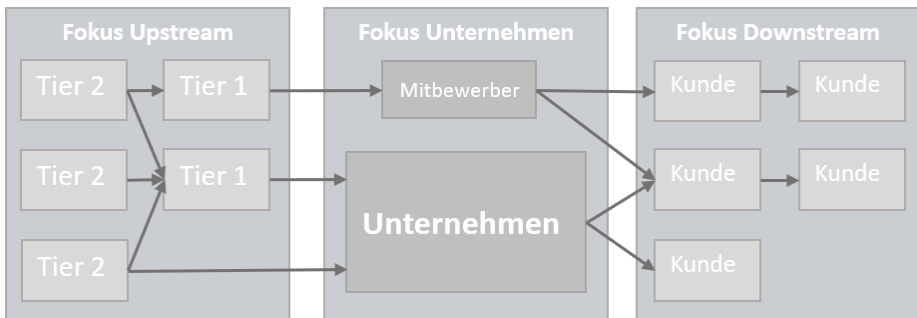 Fokus Upstream
Fokus Unternehmen
Fokus Downstream
Tier 2
Tier 1
Mitbewerber
Kunde
Kunde
Tier 2
Tier 1
Unternehmen
Kunde
Kunde
Tier 2
Kunde